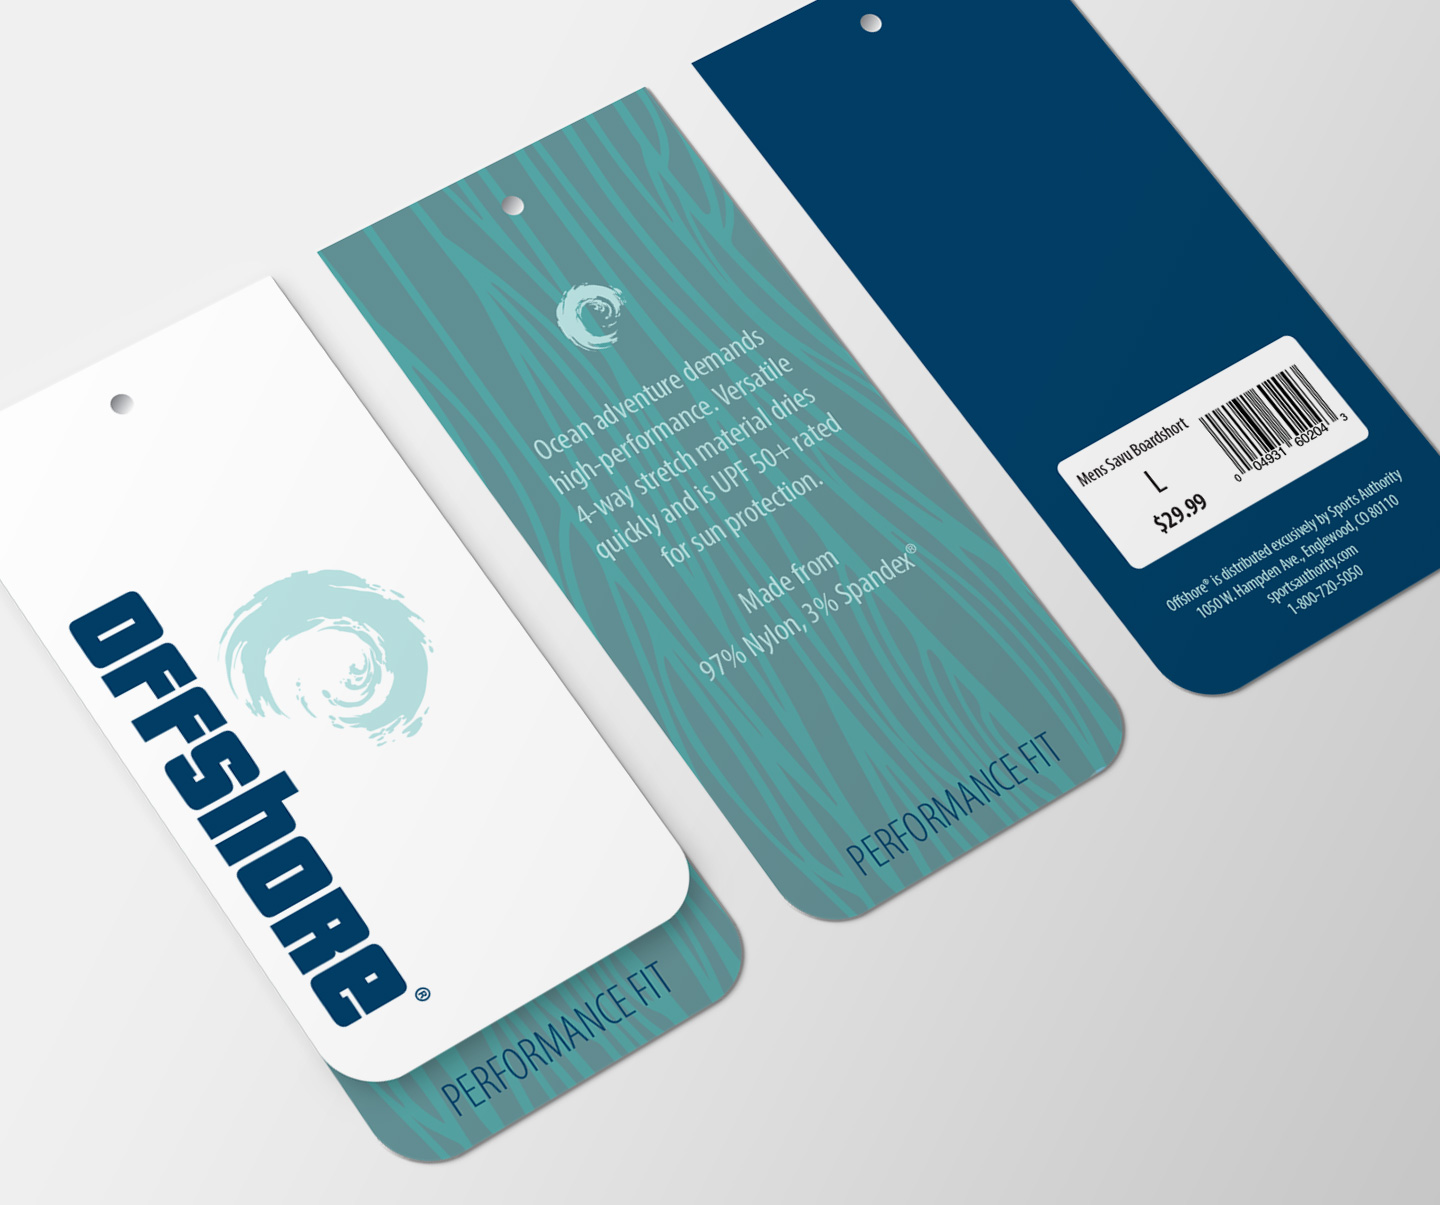 OFFSHORE®
PERFORMANCE FIT
Ocean adventure demands
high-performance. Versatile
4-way stretch material dries
quickly and is UPF 50+ rated
for sun protection.
Made from
97% Nylon, 3% Spandex®
PERFORMANCE FIT
Mens Savu Boardshort
L
$29.99
0 04931 60204 3
Offshore® is distributed excusively by Sports Authority
1050 W. Hampden Ave., Englewood, CO 80110
sportsauthority.com
1-800-720-5050